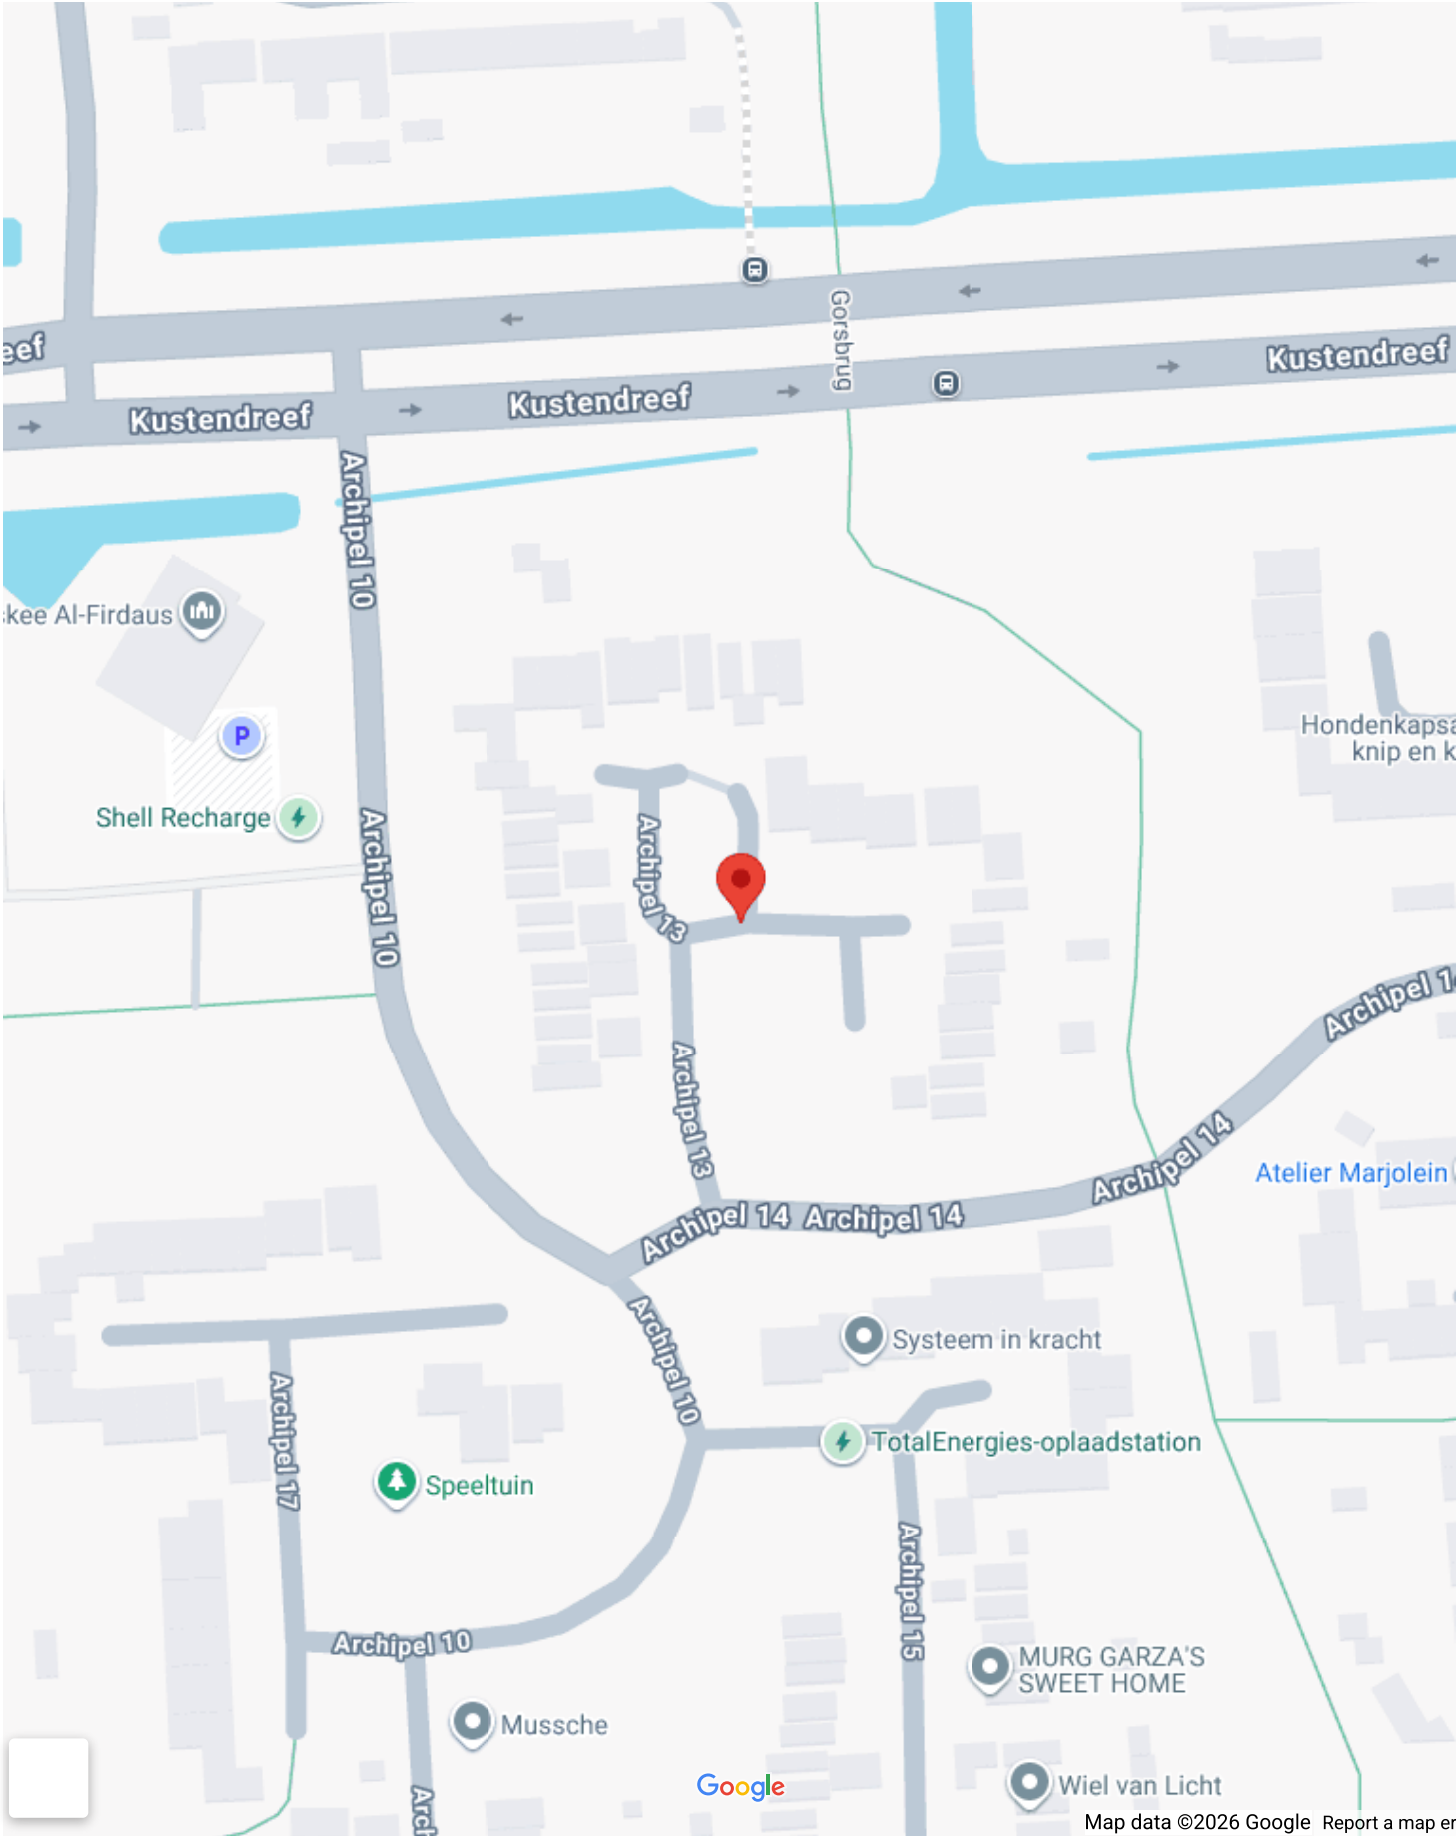 Gorsbrug
eef
Kustendreef
Kustendreef
Kustendreef
Archipel 10
skee Al-Firdaus
P
Hondenkapsa
knip en k
Shell Recharge
Archipel 10
Archipel 13
Archipel 14
Archipel 13
Archipel 14
Atelier Marjolein
Archipel 14
Archipel 14
Archipel 10
Systeem in kracht
Archipel 17
TotalEnergies-oplaadstation
Speeltuin
Archipel 15
Archipel 10
MURG GARZA'S
SWEET HOME
Mussche
Arch
Google
Wiel van Licht
Map data ©2026 Google
Report a map er